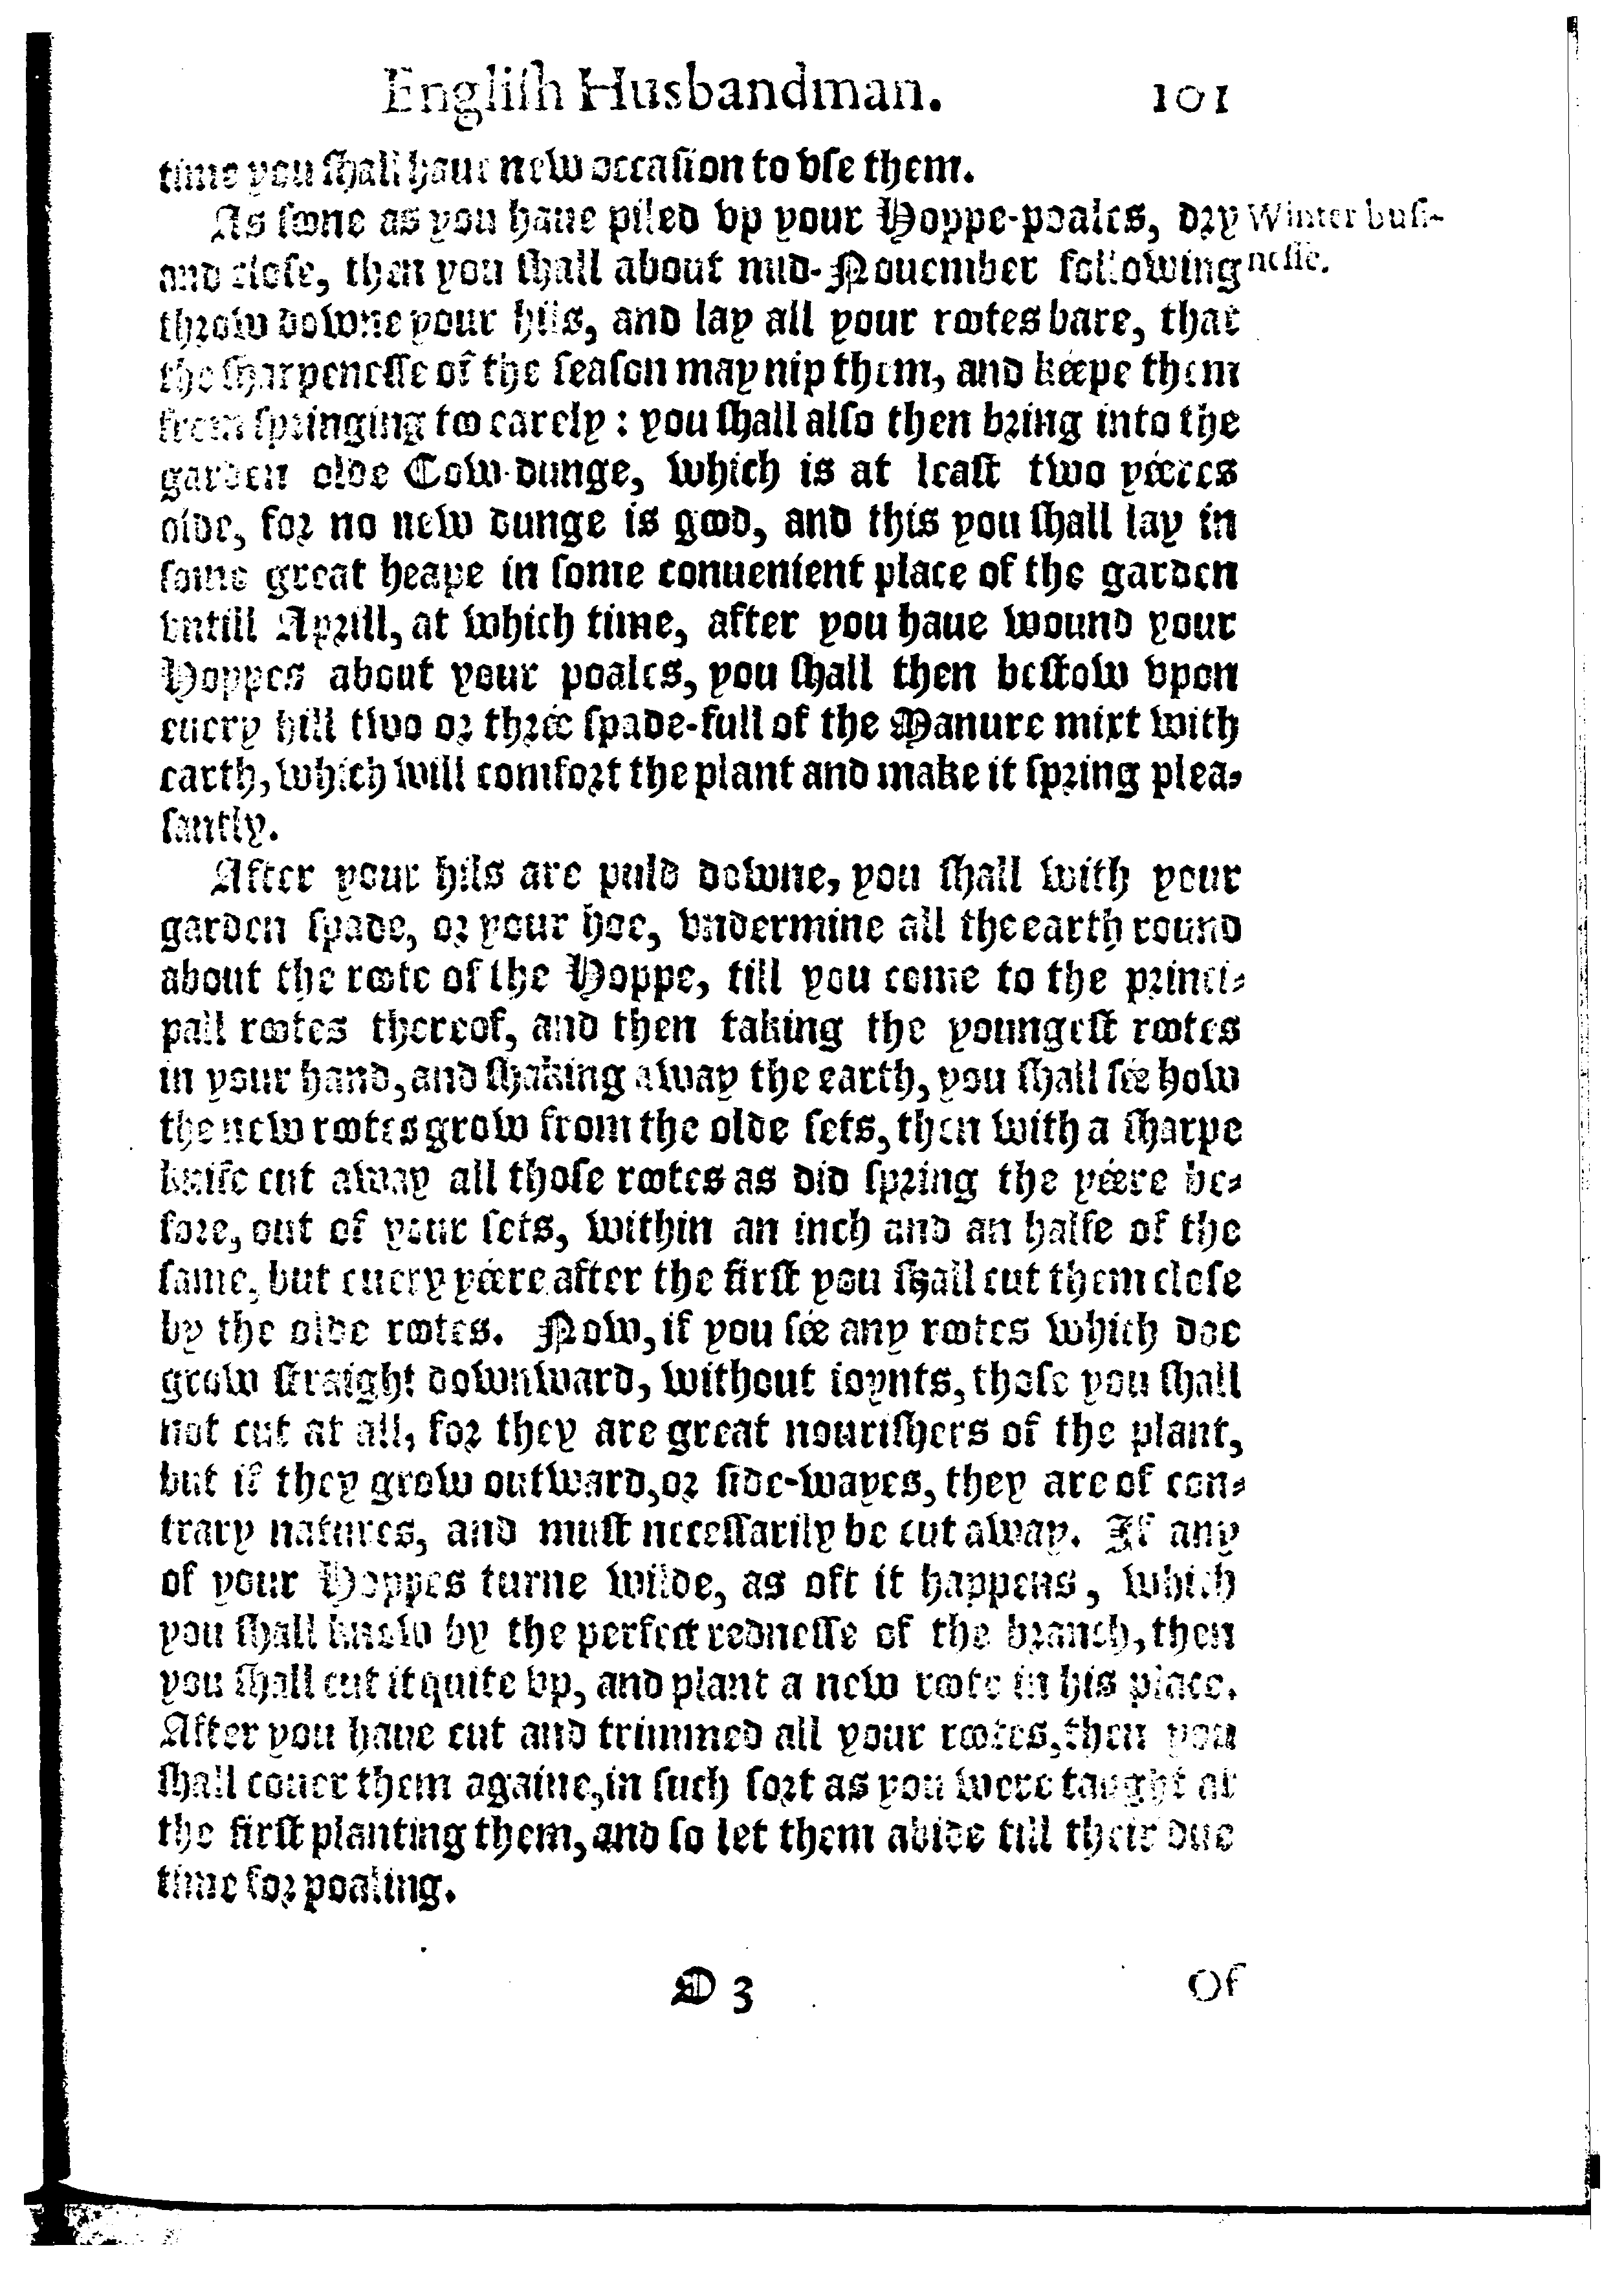 Engliſh Husbandman. 101
time you ſhall haue new occaſion to vſe them.
As ſoone as you haue piled vp your Hoppe-poales, dry
Winter buſi-
and cloſe, then you ſhall about mid-Nouember following
neſſe.
throw downe your hils, and lay all your rootes bare, that
the ſharpeneſſe of the ſeaſon may nip them, and kéepe them
from ſpringing too earely : you ſhall alſo then bring into the
garden olde Cow-dunge, which is at leaſt two yéeres
olde, for no new dunge is good, and this you ſhall lay in
ſome great heape in ſome conuenient place of the garden
vntill Aprill, at which time, after you haue wound your
Hoppes about your poales, you ſhall then beſtow vpon
euery hill two or thrée ſpade-full of the Manure mixt with
earth, which will comfort the plant and make it ſpring plea-
ſantly.
After your hils are puld downe, you ſhall with your
garden ſpade, or your hoe, vndermine all the earth round
about the roote of the Hoppe, till you come to the princi-
pall rootes thereof, and then taking the youngeſt rootes
in your hand, and ſhaking away the earth, you ſhall ſée how
the new rootes grow from the olde ſets, then with a ſharpe
knife cut away all thoſe rootes as did ſpring the yéere be-
fore, out of your ſets, within an inch and an halfe of the
ſame, but euery yéere after the firſt you ſhall cut them cloſe
by the olde rootes. Now, if you ſée any rootes which doe
grow ſtraight downward, without ioynts, thoſe you ſhall
not cut at all, for they are great nouriſhers of the plant,
but if they grow outward, or ſide-wayes, they are of con-
trary natures, and muſt neceſſarily be cut away. If any
of your Hoppes turne wilde, as oft it happens, which
you ſhall know by the perfect redneſſe of the branch, then
you ſhall cut it quite vp, and plant a new roote in his place.
After you haue cut and trimmed all your rootes, then you
ſhall couer them againe, in ſuch ſort as you were taught at
the firſt planting them, and ſo let them abide till their due
time for poaling.
D 3 Of